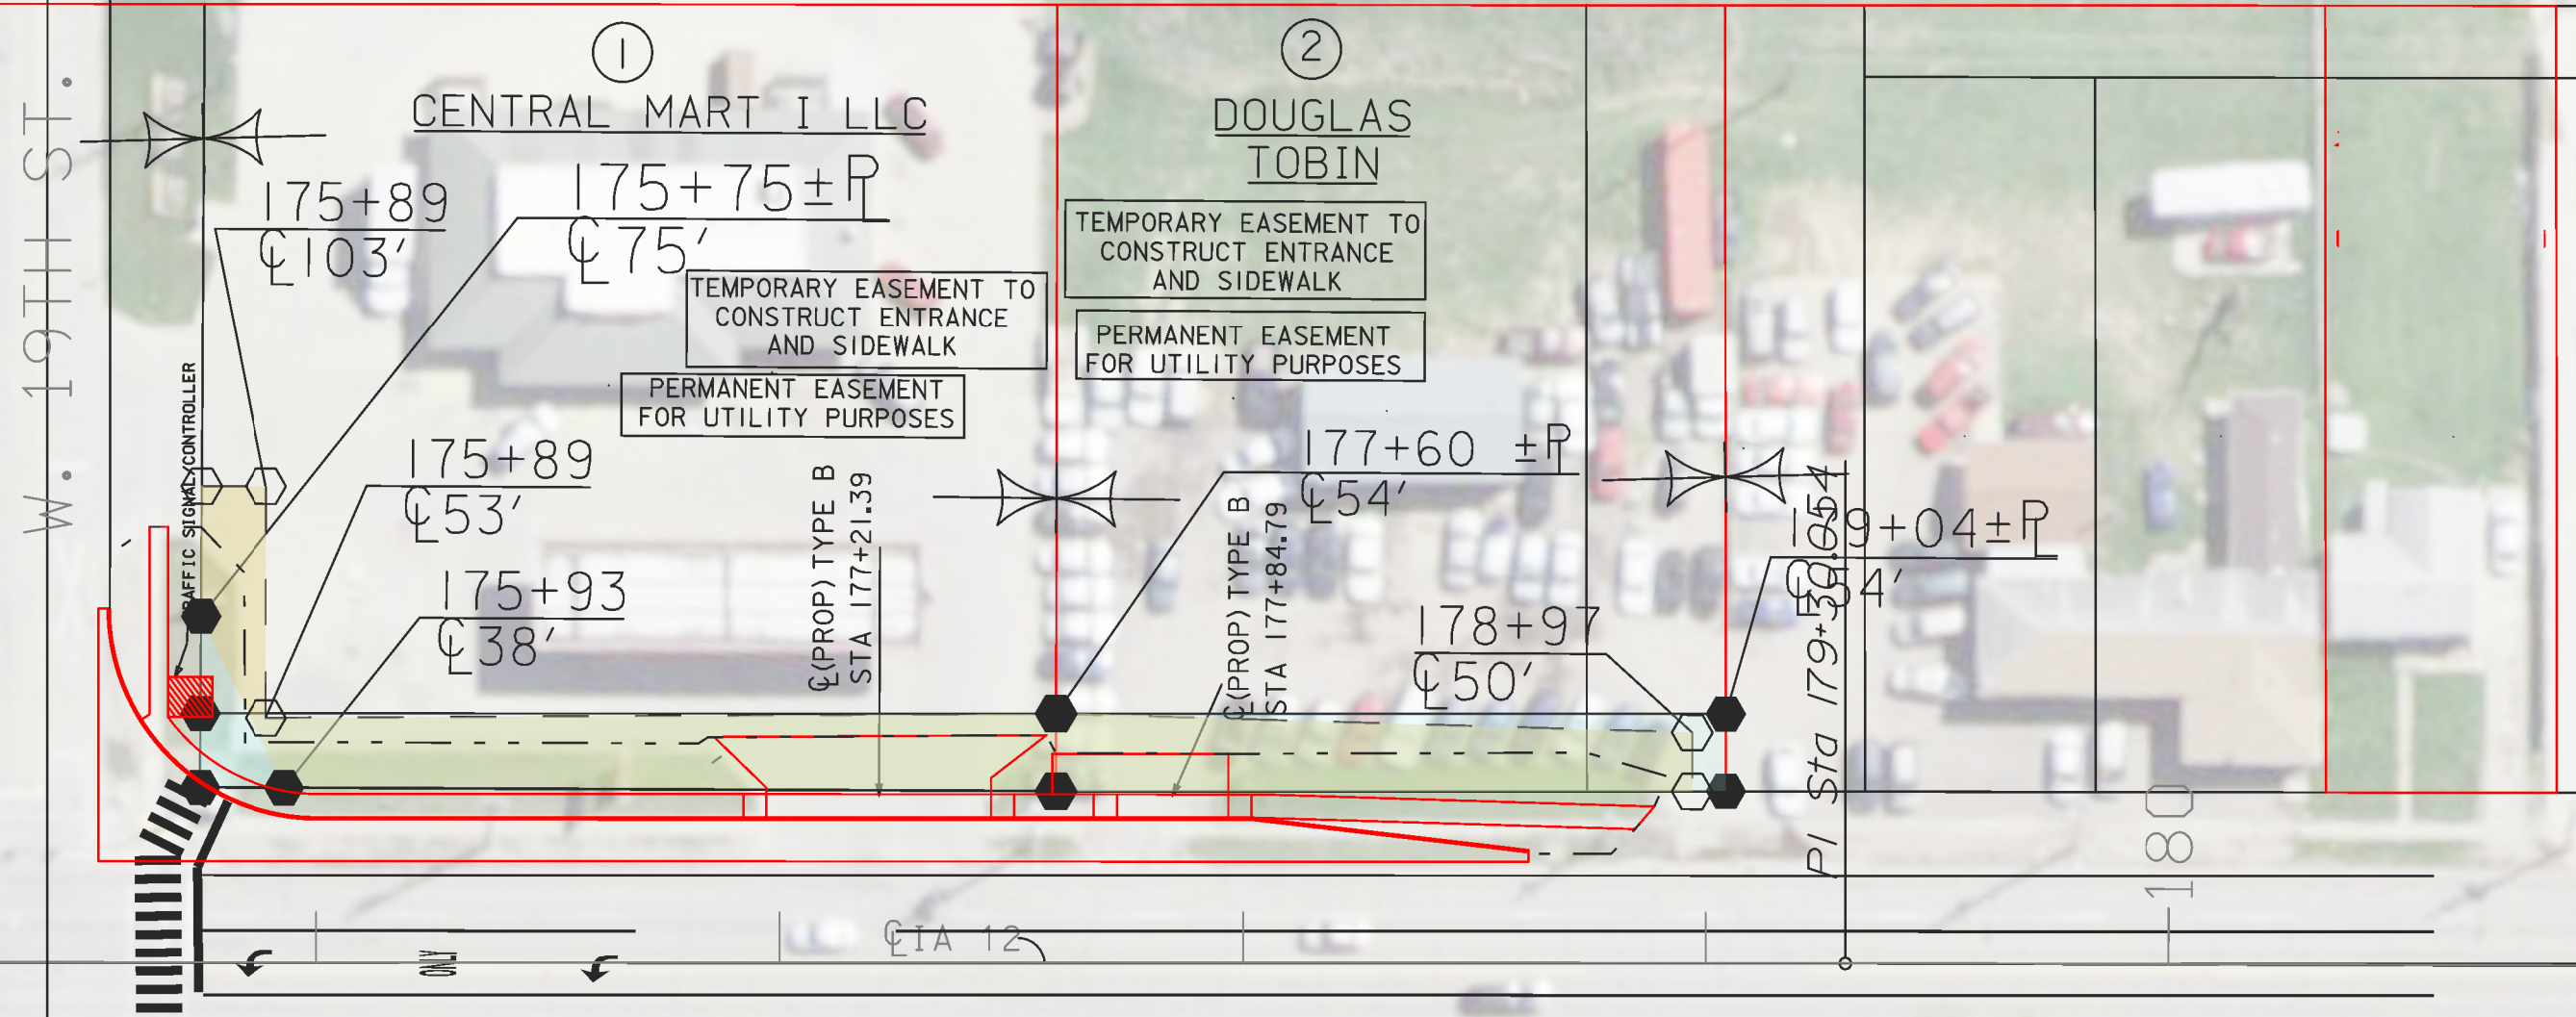 W. 19TH ST.
1
CENTRAL MART I LLC
175+89
℄ 103'
175+75±℞
℄ 75'
TEMPORARY EASEMENT TO
CONSTRUCT ENTRANCE
AND SIDEWALK
PERMANENT EASEMENT
FOR UTILITY PURPOSES
TRAFFIC SIGNAL CONTROLLER
175+89
℄ 53'
175+93
℄ 38'
℄(PROP) TYPE B
STA 177+21.39
2
DOUGLAS
TOBIN
TEMPORARY EASEMENT TO
CONSTRUCT ENTRANCE
AND SIDEWALK
PERMANENT EASEMENT
FOR UTILITY PURPOSES
177+60 ±℞
℄ 54'
℄(PROP) TYPE B
STA 177+84.79
178+97
℄ 50'
179+04±℞
PI Sta 179+30.654
180
℄ IA 12
ONLY